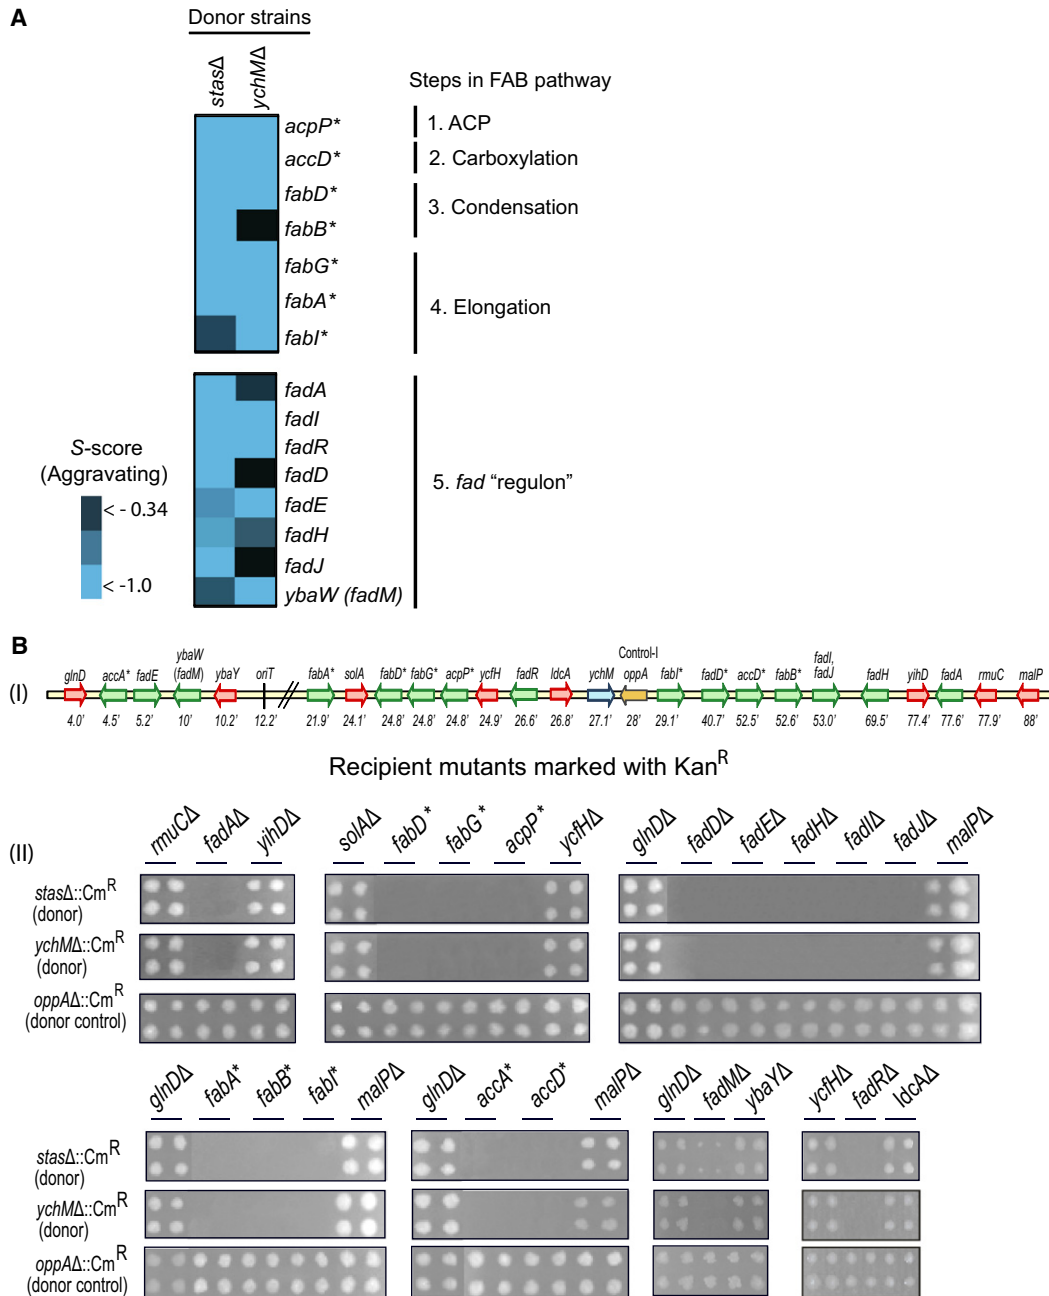 A
Donor strains
stasΔ
ychMΔ
Steps in FAB pathway
acpP*
accD*
fabD*
fabB*
fabG*
fabA*
fabI*
1. ACP
2. Carboxylation
3. Condensation
4. Elongation
fadA
fadI
fadR
fadD
fadE
fadH
fadJ
ybaW (fadM)
5. fad “regulon”
S-score
(Aggravating)
< - 0.34
< -1.0
B
(I)
glnD accA* fadE ybaW (fadM) ybaY oriT fabA* solA fabD* fabG* acpP* ycfH fadR ldcA ychM Control-I oppA fabI* fadD* accD* fabB* fadI, fadJ fadH yihD fadA rmuC malP
4.0' 4.5' 5.2' 10' 10.2' 12.2' 21.9' 24.1' 24.8' 24.8' 24.8' 24.9' 26.6' 26.8' 27.1' 28' 29.1' 40.7' 52.5' 52.6' 53.0' 69.5' 77.4' 77.6' 77.9' 88'
Recipient mutants marked with KanR
(II)
rmuCΔ fadAΔ yihDΔ solAΔ fabD* fabG* acpP* ycfHΔ glnDΔ fadDΔ fadEΔ fadHΔ fadIΔ fadJΔ malPΔ
stasΔ::CmR
(donor)
ychMΔ::CmR
(donor)
oppAΔ::CmR
(donor control)
glnDΔ fabA* fabB* fabI* malPΔ glnDΔ accA* accD* malPΔ glnDΔ fadMΔ ybaYΔ ycfHΔ fadRΔ ldcAΔ
stasΔ::CmR
(donor)
ychMΔ::CmR
(donor)
oppAΔ::CmR
(donor control)